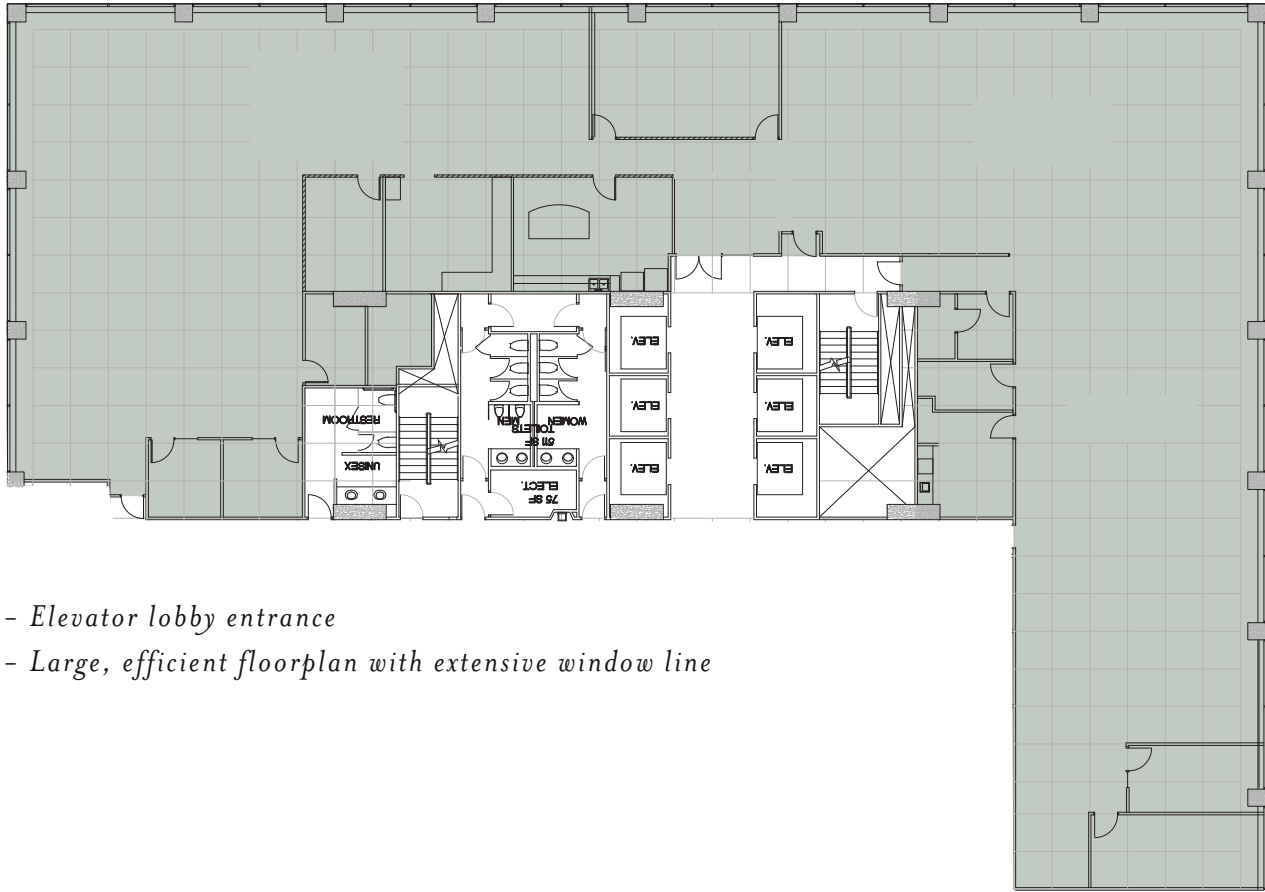 ELEV.
ELEV.
RESTROOM
MEN
WOMEN
TOILETS
511 SF
ELEV.
ELEV.
UNISEX
ELECT.
75 SF
ELEV.
ELEV.
– Elevator lobby entrance
– Large, efficient floorplan with extensive window line